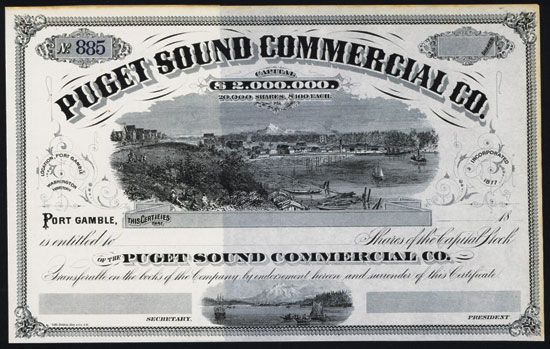 № 885
PUGET SOUND COMMERCIAL CO.
CAPITAL
$ 2.000.000.
20.000 SHARES $100 EACH.
LOCATION, PORT GAMBLE
WASHINGTON
TERRITORY
INCORPORATED
1877
PORT GAMBLE,
THIS CERTIFIES
THAT
18
is entitled to
Shares of the Capital Stock
OF THE PUGET SOUND COMMERCIAL CO.
Transferable on the books of the Company by endorsement hereon and surrender of this Certificate.
SECRETARY.
PRESIDENT